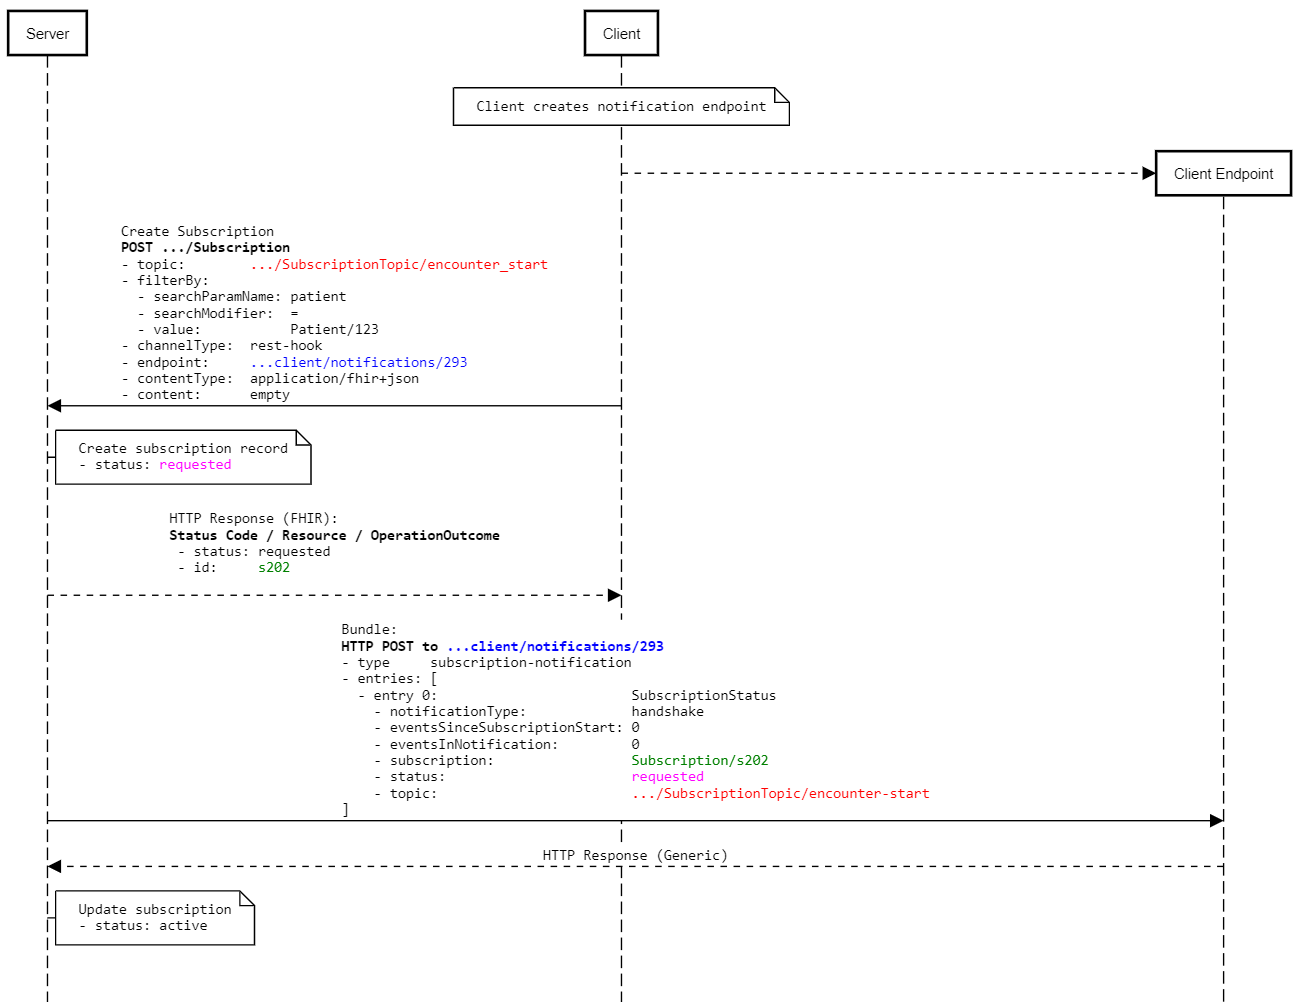 Server
Client
Client creates notification endpoint
Client Endpoint
Create Subscription
POST .../Subscription
- topic: .../SubscriptionTopic/encounter_start
- filterBy:
- searchParamName: patient
- searchModifier: =
- value: Patient/123
- channelType: rest-hook
- endpoint: ...client/notifications/293
- contentType: application/fhir+json
- content: empty
Create subscription record
- status: requested
HTTP Response (FHIR):
Status Code / Resource / OperationOutcome
- status: requested
- id: s202
Bundle:
HTTP POST to ...client/notifications/293
- type subscription-notification
- entries: [
- entry 0: SubscriptionStatus
- notificationType: handshake
- eventsSinceSubscriptionStart: 0
- eventsInNotification: 0
- subscription: Subscription/s202
- status: requested
- topic: .../SubscriptionTopic/encounter-start
]
HTTP Response (Generic)
Update subscription
- status: active